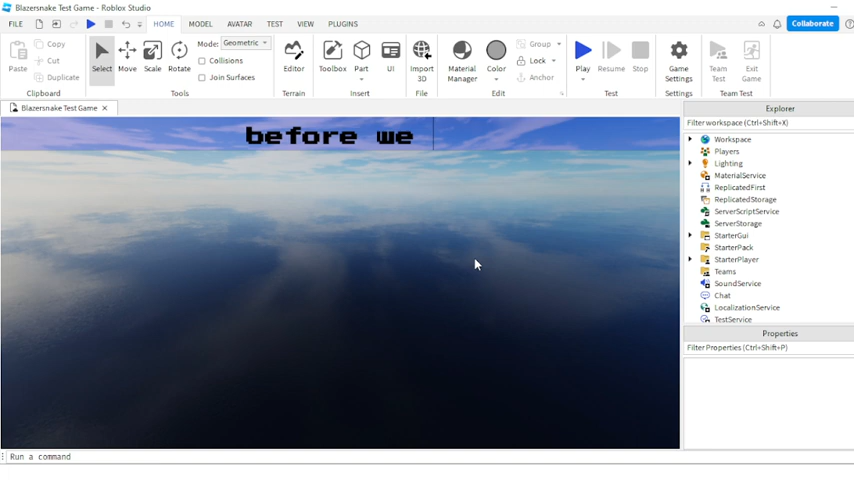 Blazersnake Test Game - Roblox Studio
FILE HOME MODEL AVATAR TEST VIEW PLUGINS Collaborate
Paste Copy Cut Duplicate
Clipboard
Select Move Scale Rotate
Mode: Geometric
Collisions
Join Surfaces
Tools
Editor
Terrain
Toolbox Part UI
Insert
Import 3D
File
Material Manager Color
Group
Lock
Anchor
Edit
Play Resume Stop
Test
Game Settings
Settings
Team Test Exit Game
Team Test
Blazersnake Test Game
before we
Explorer
Filter workspace (Ctrl+Shift+X)
Workspace
Players
Lighting
MaterialService
ReplicatedFirst
ReplicatedStorage
ServerScriptService
ServerStorage
StarterGui
StarterPack
StarterPlayer
Teams
SoundService
Chat
LocalizationService
TestService
Properties
Filter Properties (Ctrl+Shift+P)
Run a command